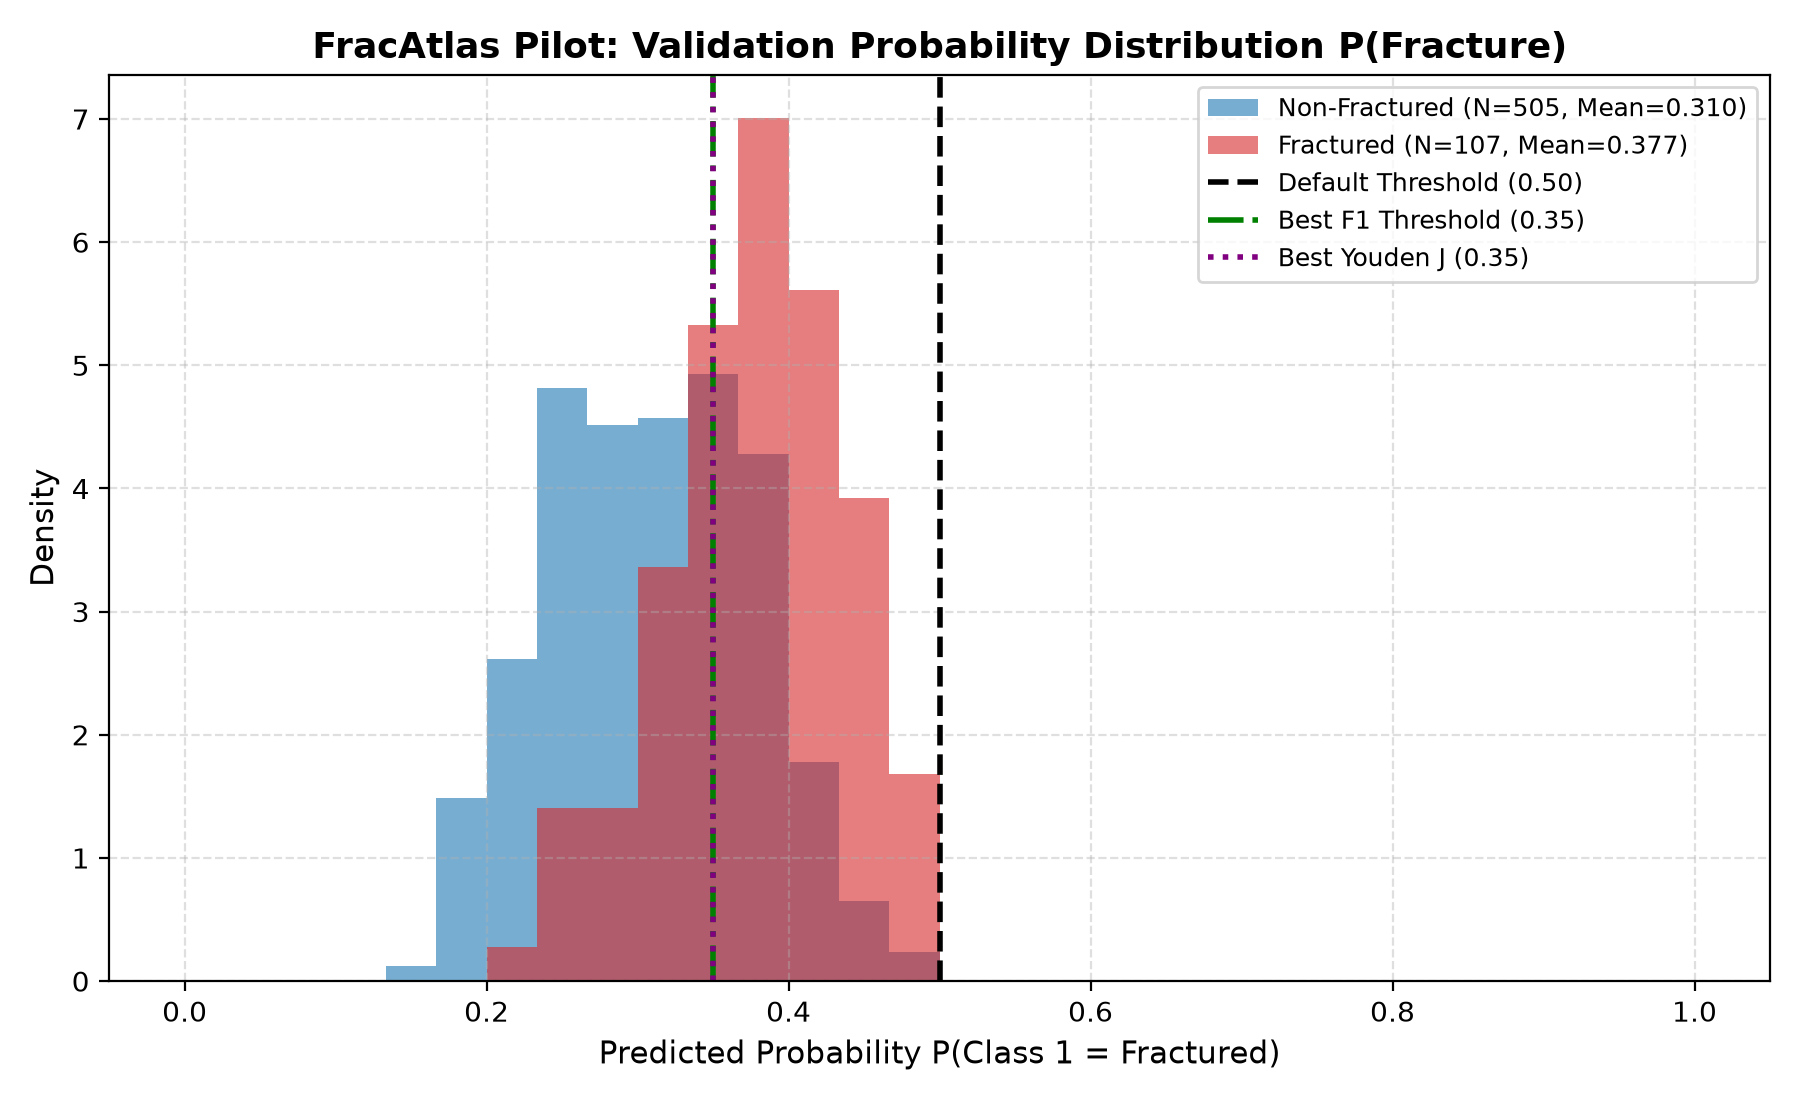 FracAtlas Pilot: Validation Probability Distribution P(Fracture)
Non-Fractured (N=505, Mean=0.310)
Fractured (N=107, Mean=0.377)
Default Threshold (0.50)
Best F1 Threshold (0.35)
Best Youden J (0.35)
Density
7
6
5
4
3
2
1
0
0.0 0.2 0.4 0.6 0.8 1.0
Predicted Probability P(Class 1 = Fractured)